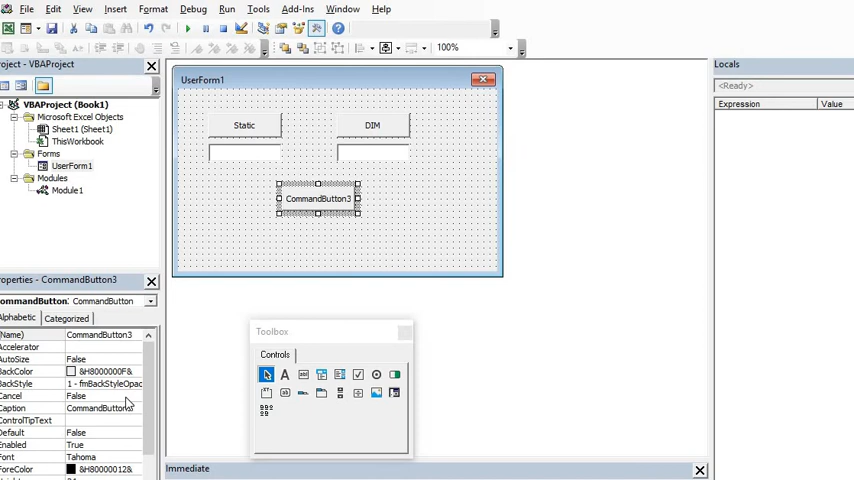 File Edit View Insert Format Debug Run Tools Add-Ins Window Help
100%
roject - VBAProject
VBAProject (Book1)
Microsoft Excel Objects
Sheet1 (Sheet1)
ThisWorkbook
Forms
UserForm1
Modules
Module1
roperties - CommandButton3
ommandButton: CommandButton
Alphabetic Categorized
(Name) CommandButton3
Accelerator
AutoSize False
BackColor &H8000000F&
BackStyle 1 - fmBackStyleOpac
Cancel False
Caption CommandButton3
ControlTipText
Default False
Enabled True
Font Tahoma
ForeColor &H80000012&
UserForm1
Static DIM
CommandButton3
Toolbox
Controls
Immediate
Locals
<Ready>
Expression Value